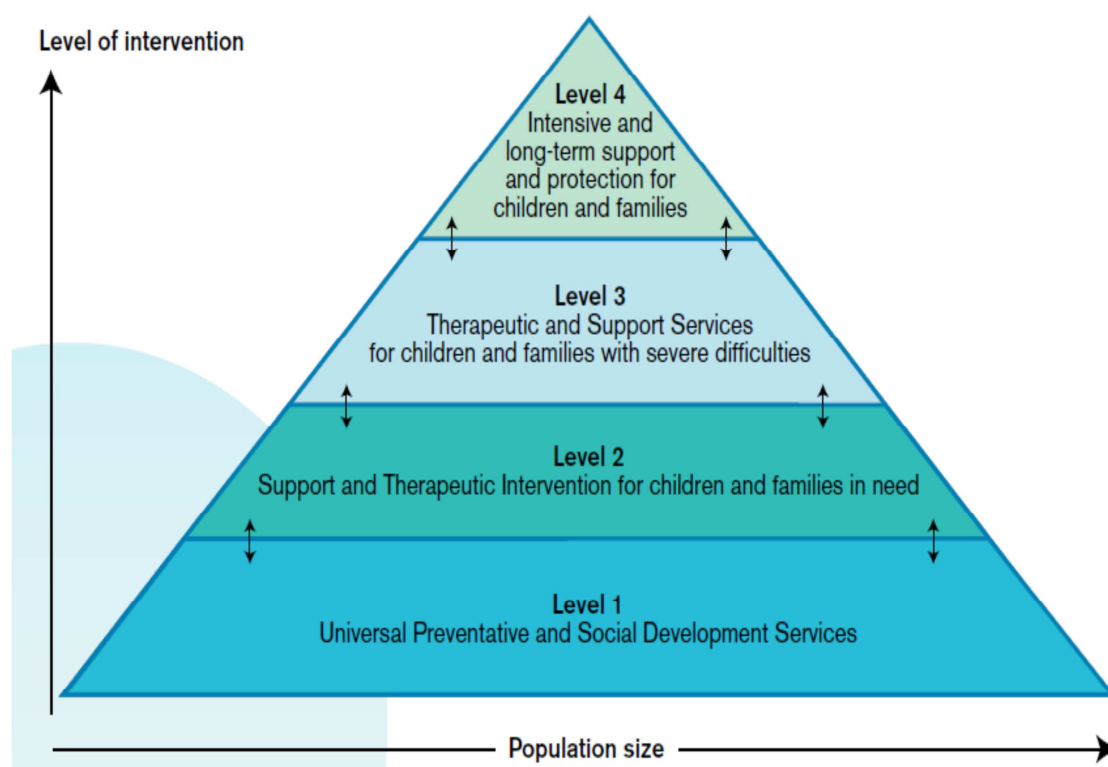 Level of intervention
Level 4
Intensive and
long-term support
and protection for
children and families
Level 3
Therapeutic and Support Services
for children and families with severe difficulties
Level 2
Support and Therapeutic Intervention for children and families in need
Level 1
Universal Preventative and Social Development Services
Population size